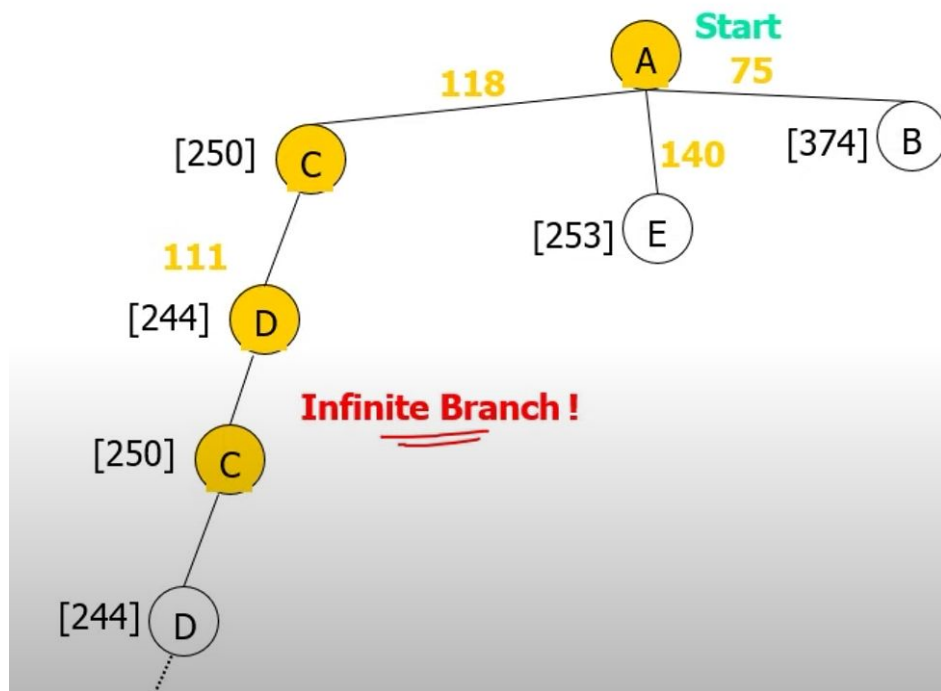 Start
A
118
75
[250]
C
140
[374]
B
[253]
E
111
[244]
D
Infinite Branch !
[250]
C
[244]
D